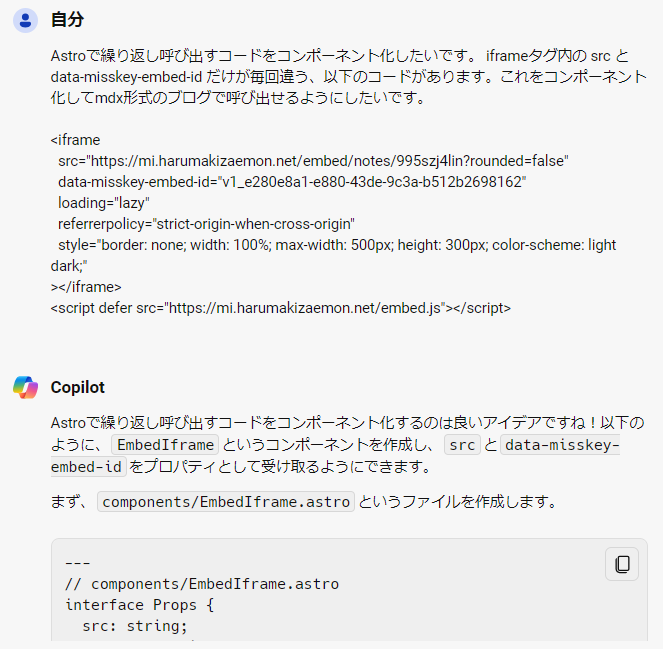 自分
Astroで繰り返し呼び出すコードをコンポーネント化したいです。 iframeタグ内の src と
data-misskey-embed-id だけが毎回違う、以下のコードがあります。これをコンポーネント
化してmdx形式のブログで呼び出せるようにしたいです。
<iframe
src="https://mi.harumakizaemon.net/embed/notes/995szj4lin?rounded=false"
data-misskey-embed-id="v1_e280e8a1-e880-43de-9c3a-b512b2698162"
loading="lazy"
referrerpolicy="strict-origin-when-cross-origin"
style="border: none; width: 100%; max-width: 500px; height: 300px; color-scheme: light
dark;"
></iframe>
<script defer src="https://mi.harumakizaemon.net/embed.js"></script>
Copilot
Astroで繰り返し呼び出すコードをコンポーネント化するのは良いアイデアですね！以下の
ように、 EmbedIframe というコンポーネントを作成し、 src と data-misskey-
embed-id をプロパティとして受け取るようにできます。
まず、 components/EmbedIframe.astro というファイルを作成します。
---
// components/EmbedIframe.astro
interface Props {
src: string;